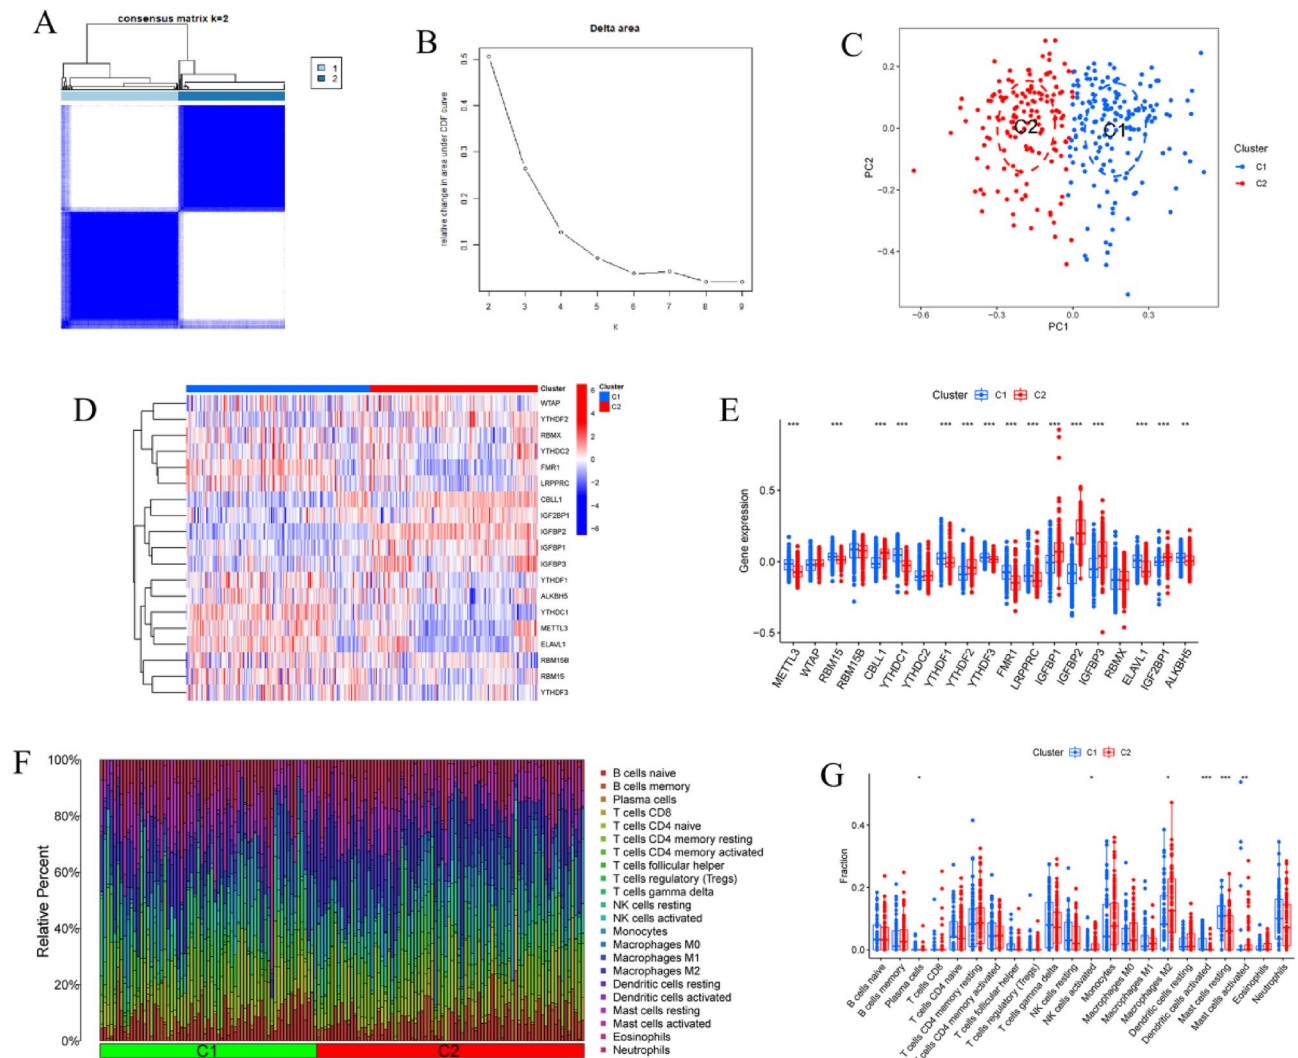 A
consensus matrix k=2
1
2
B
Delta area
relative change in area under CDF curve
0.5
0.4
0.3
0.2
0.1
2 3 4 5 6 7 8 9
k
C
PC2
0.2
0.0
−0.2
−0.4
C2
C1
Cluster
C1
C2
−0.6 −0.3 0.0 0.3
PC1
D
Cluster
WTAP
YTHDF2
RBMX
YTHDC2
FMR1
LRPPRC
CBLL1
IGF2BP1
IGFBP2
IGFBP1
IGFBP3
YTHDF1
ALKBH5
YTHDC1
METTL3
ELAVL1
RBM15B
RBM15
YTHDF3
6
4
2
0
−2
−4
−6
Cluster
C1
C2
E
Cluster C1 C2
*** *** *** *** *** *** *** *** *** *** *** *** *** *** **
Gene expression
0.5
0.0
−0.5
METTL3
WTAP
RBM15
RBM15B
CBLL1
YTHDC1
YTHDC2
YTHDF1
YTHDF2
YTHDF3
FMR1
LRPPRC
IGFBP1
IGFBP2
IGFBP3
RBMX
ELAVL1
IGF2BP1
ALKBH5
F
Relative Percent
100%
80%
60%
40%
20%
0%
C1 C2
B cells naive
B cells memory
Plasma cells
T cells CD8
T cells CD4 naive
T cells CD4 memory resting
T cells CD4 memory activated
T cells follicular helper
T cells regulatory (Tregs)
T cells gamma delta
NK cells resting
NK cells activated
Monocytes
Macrophages M0
Macrophages M1
Macrophages M2
Dendritic cells resting
Dendritic cells activated
Mast cells resting
Mast cells activated
Eosinophils
Neutrophils
G
Cluster C1 C2
* * * *** *** **
Fraction
0.4
0.2
0.0
B cells naive
B cells memory
Plasma cells
T cells CD8
T cells CD4 naive
T cells CD4 memory resting
cells CD4 memory activated
T cells follicular helper
T cells regulatory (Tregs)
T cells gamma delta
NK cells resting
NK cells activated
Monocytes
Macrophages M0
Macrophages M1
Macrophages M2
Dendritic cells resting
Dendritic cells activated
Mast cells resting
Mast cells activated
Eosinophils
Neutrophils